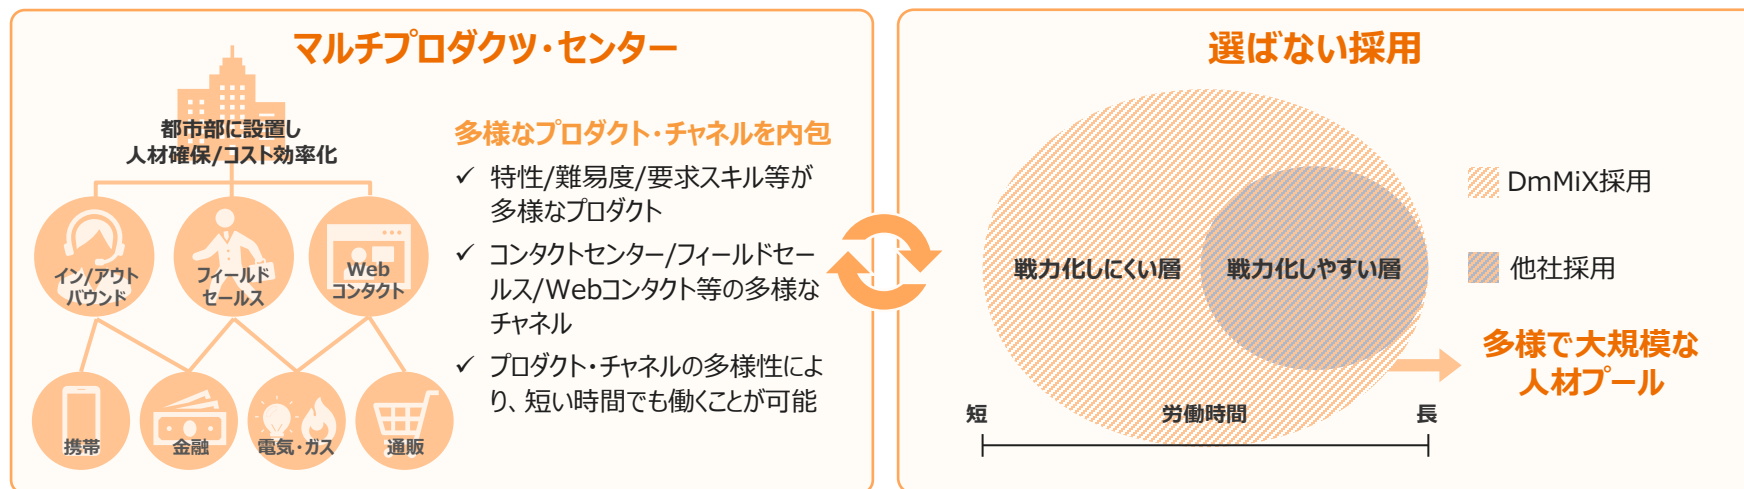 マルチプロダクツ・センター
都市部に設置し
人材確保/コスト効率化
イン/アウト
バウンド
フィールド
セールス
Web
コンタクト
携帯
金融
電気・ガス
通販
多様なプロダクト・チャネルを内包
✓ 特性/難易度/要求スキル等が
多様なプロダクト
✓ コンタクトセンター/フィールドセー
ルス/Webコンタクト等の多様な
チャネル
✓ プロダクト・チャネルの多様性によ
り、短い時間でも働くことが可能
選ばない採用
戦力化しにくい層
戦力化しやすい層
DmMiX採用
他社採用
多様で大規模な
人材プール
短
労働時間
長